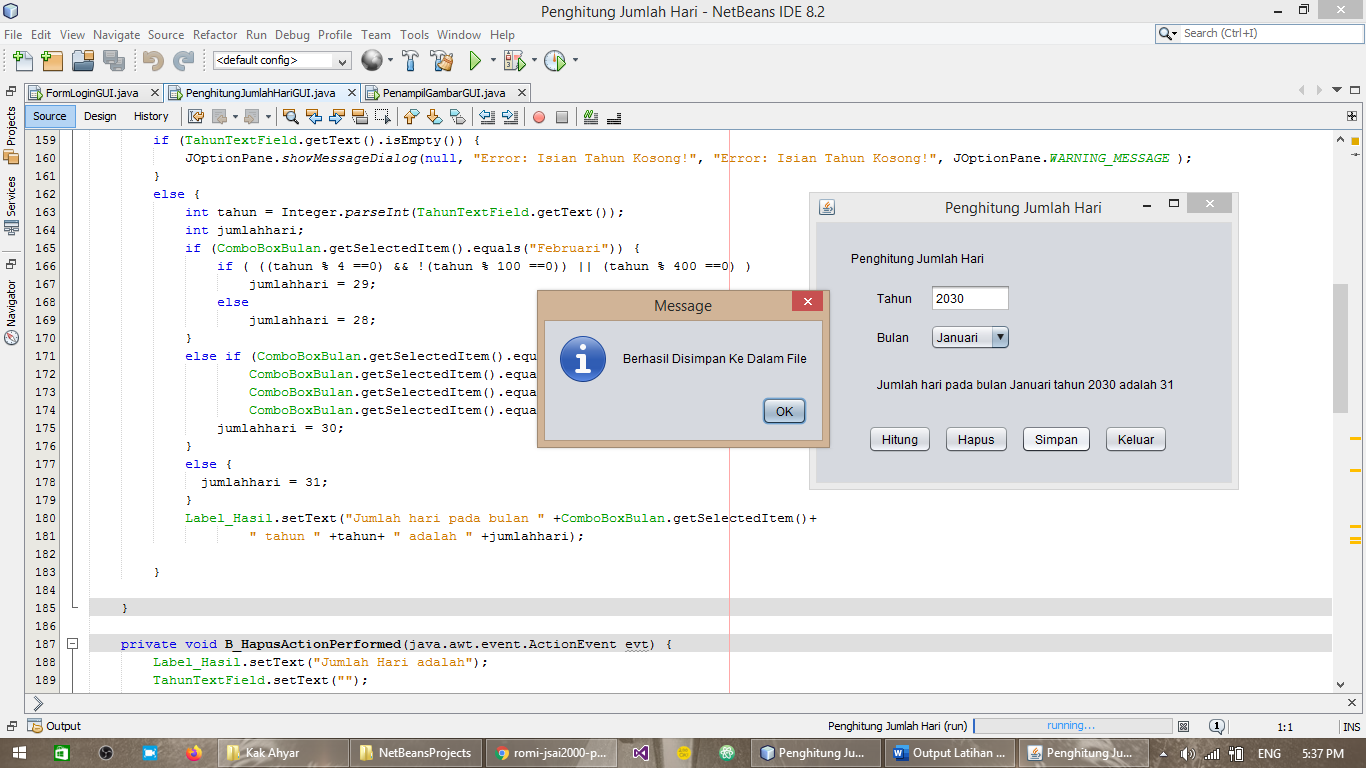 Penghitung Jumlah Hari - NetBeans IDE 8.2
File Edit View Navigate Source Refactor Run Debug Profile Team Tools Window Help
Search (Ctrl+I)
<default config>
FormLoginGUI.java
PenghitungJumlahHariGUI.java
PenampilGambarGUI.java
Source Design History
Projects
Services
Navigator
159 if (TahunTextField.getText().isEmpty()) {
160 JOptionPane.showMessageDialog(null, "Error: Isian Tahun Kosong!", "Error: Isian Tahun Kosong!", JOptionPane.WARNING_MESSAGE );
161 }
162 else {
163 int tahun = Integer.parseInt(TahunTextField.getText());
164 int jumlahhari;
165 if (ComboBoxBulan.getSelectedItem().equals("Februari")) {
166 if ( ((tahun % 4 ==0) && !(tahun % 100 ==0)) || (tahun % 400 ==0) )
167 jumlahhari = 29;
168 else
169 jumlahhari = 28;
170 }
171 else if (ComboBoxBulan.getSelectedItem().equa
172 ComboBoxBulan.getSelectedItem().equa
173 ComboBoxBulan.getSelectedItem().equa
174 ComboBoxBulan.getSelectedItem().equa
175 jumlahhari = 30;
176 }
177 else {
178 jumlahhari = 31;
179 }
180 Label_Hasil.setText("Jumlah hari pada bulan " +ComboBoxBulan.getSelectedItem()+
181 " tahun " +tahun+ " adalah " +jumlahhari);
182
183 }
184
185 }
186
187 private void B_HapusActionPerformed(java.awt.event.ActionEvent evt) {
188 Label_Hasil.setText("Jumlah Hari adalah");
189 TahunTextField.setText("");
Message
Berhasil Disimpan Ke Dalam File
OK
Penghitung Jumlah Hari
Penghitung Jumlah Hari
Tahun 2030
Bulan Januari
Jumlah hari pada bulan Januari tahun 2030 adalah 31
Hitung Hapus Simpan Keluar
Output
Penghitung Jumlah Hari (run) running...
1
1:1 INS
Kak Ahyar
NetBeansProjects
romi-jsai2000-p...
Penghitung Ju...
Output Latihan ...
Penghitung Ju...
ENG 5:37 PM